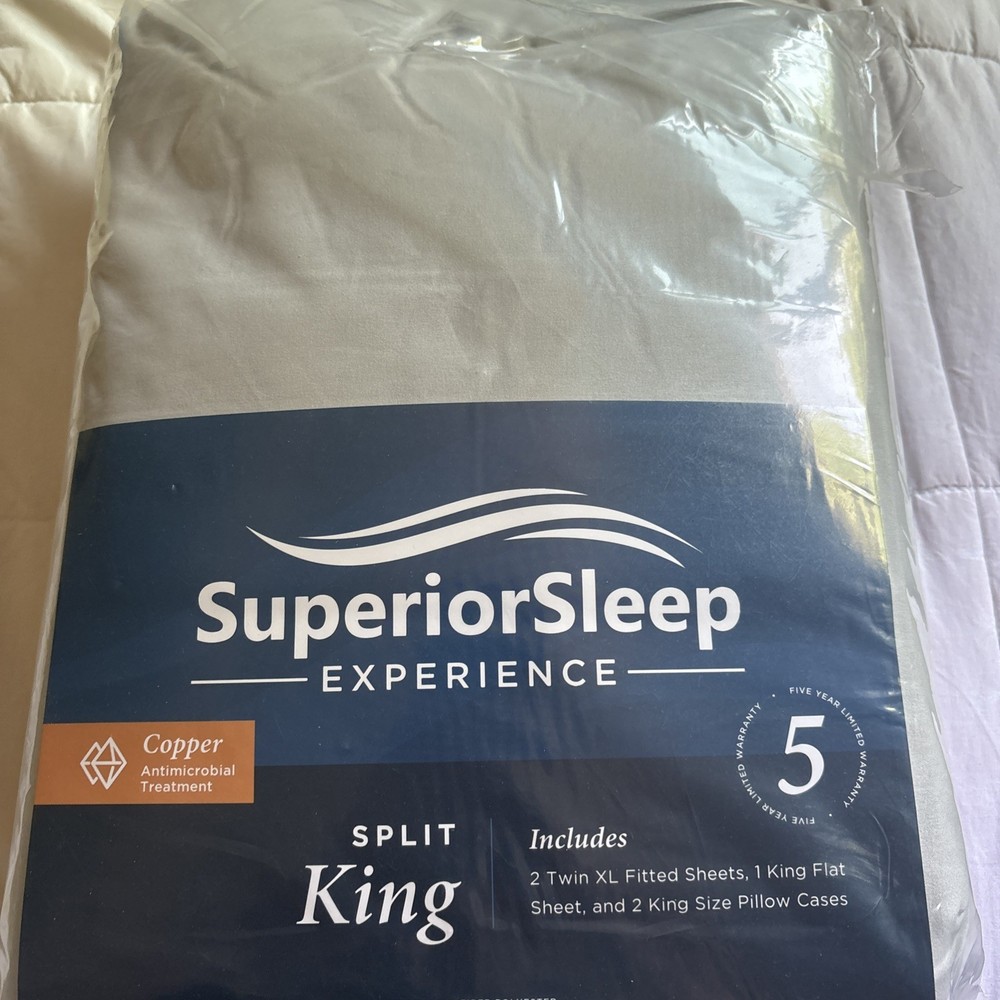 SuperiorSleep
EXPERIENCE
Copper
Antimicrobial
Treatment
FIVE YEAR LIMITED WARRANTY • FIVE YEAR LIMITED WARRANTY •
5
SPLIT
King
Includes
2 Twin XL Fitted Sheets, 1 King Flat
Sheet, and 2 King Size Pillow Cases